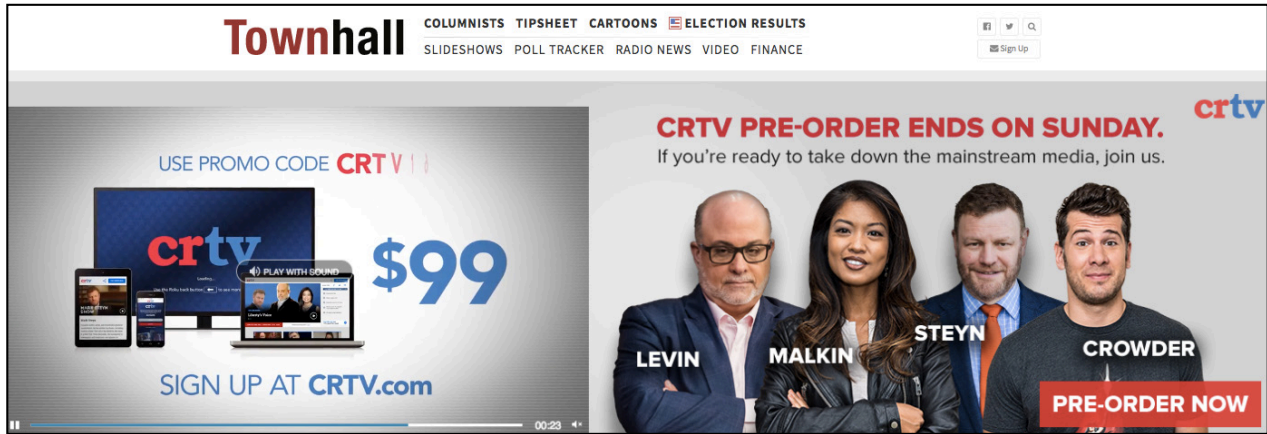 Townhall
COLUMNISTS TIPSHEET CARTOONS ELECTION RESULTS
SLIDESHOWS POLL TRACKER RADIO NEWS VIDEO FINANCE
Sign Up
USE PROMO CODE CRTV
crtv
Loading...
PLAY WITH SOUND
$99
SIGN UP AT CRTV.com
00:23
crtv
CRTV PRE-ORDER ENDS ON SUNDAY.
If you're ready to take down the mainstream media, join us.
LEVIN
MALKIN
STEYN
CROWDER
PRE-ORDER NOW